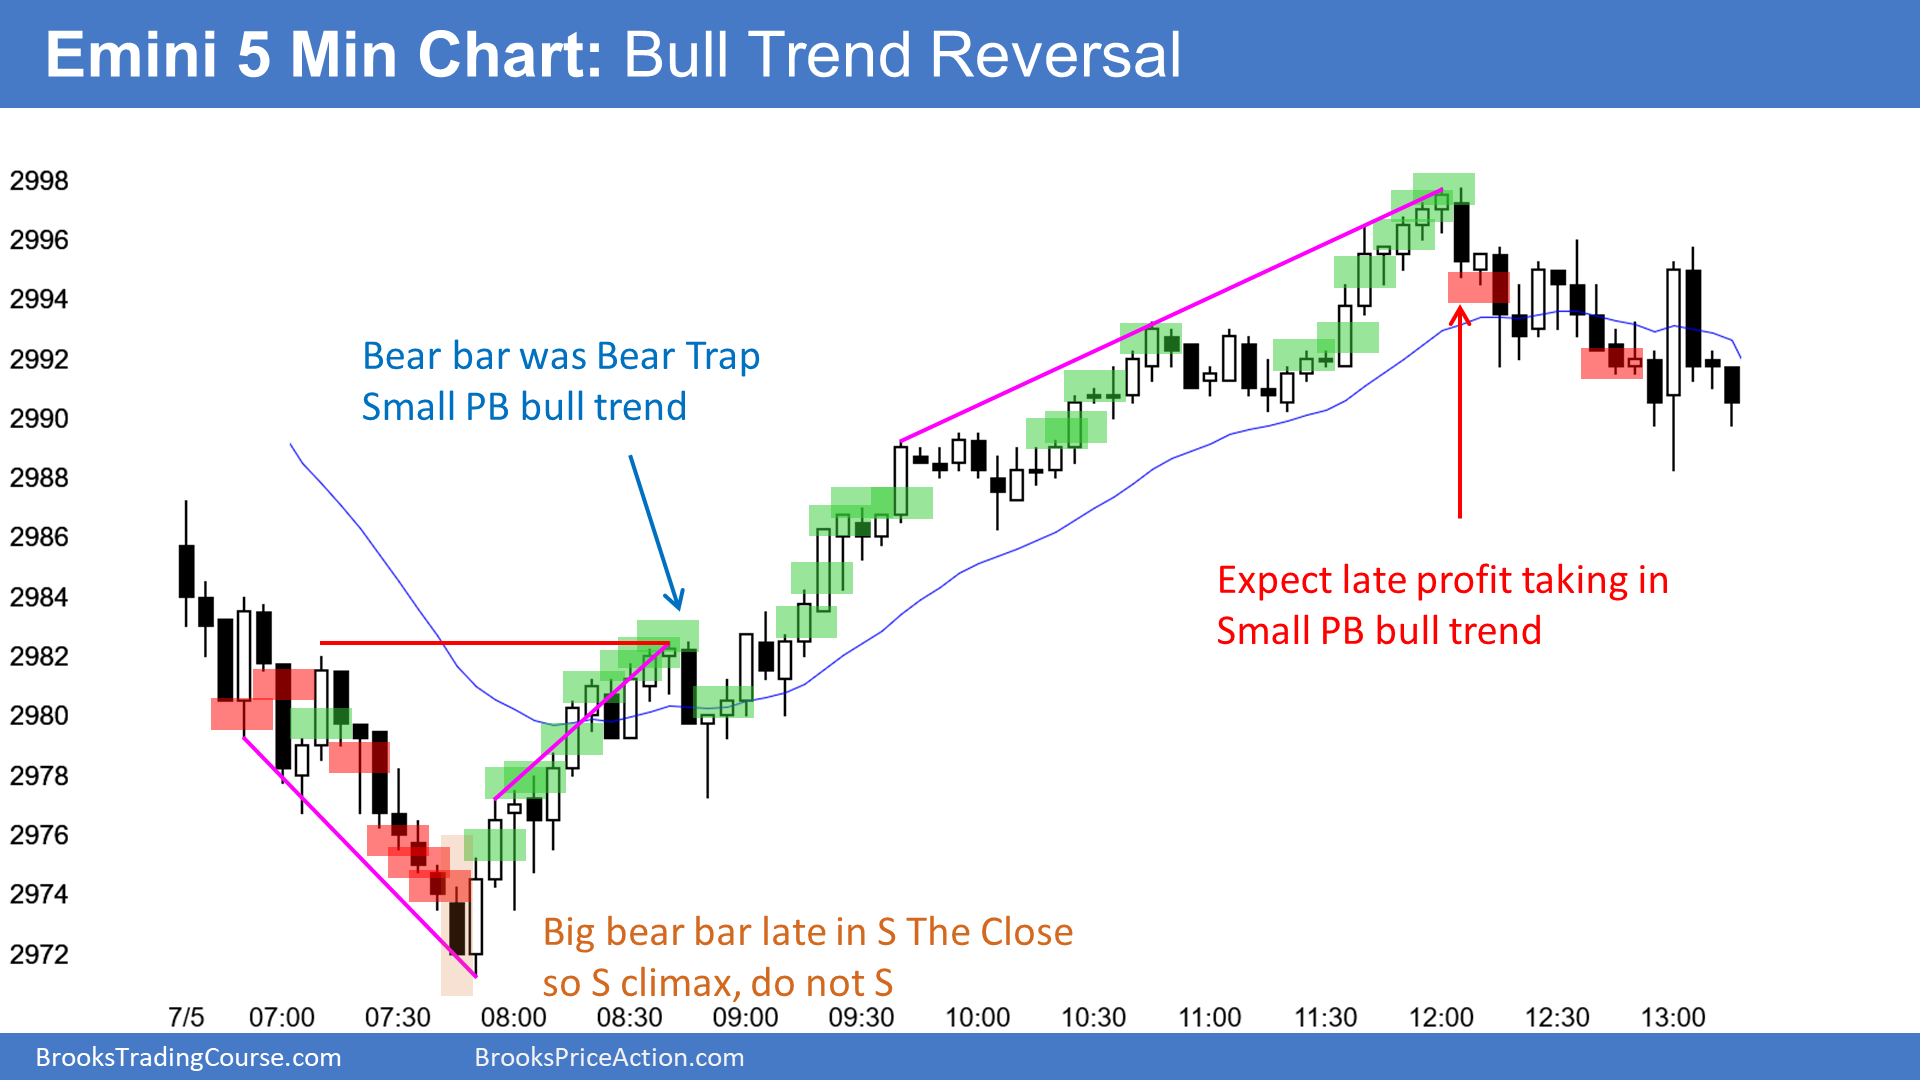 Emini 5 Min Chart: Bull Trend Reversal
2998
2996
2994
2992
2990
2988
2986
2984
2982
2980
2978
2976
2974
2972
Bear bar was Bear Trap
Small PB bull trend
Expect late profit taking in
Small PB bull trend
Big bear bar late in S The Close
so S climax, do not S
7/5 07:00 07:30 08:00 08:30 09:00 09:30 10:00 10:30 11:00 11:30 12:00 12:30 13:00
BrooksTradingCourse.com BrooksPriceAction.com